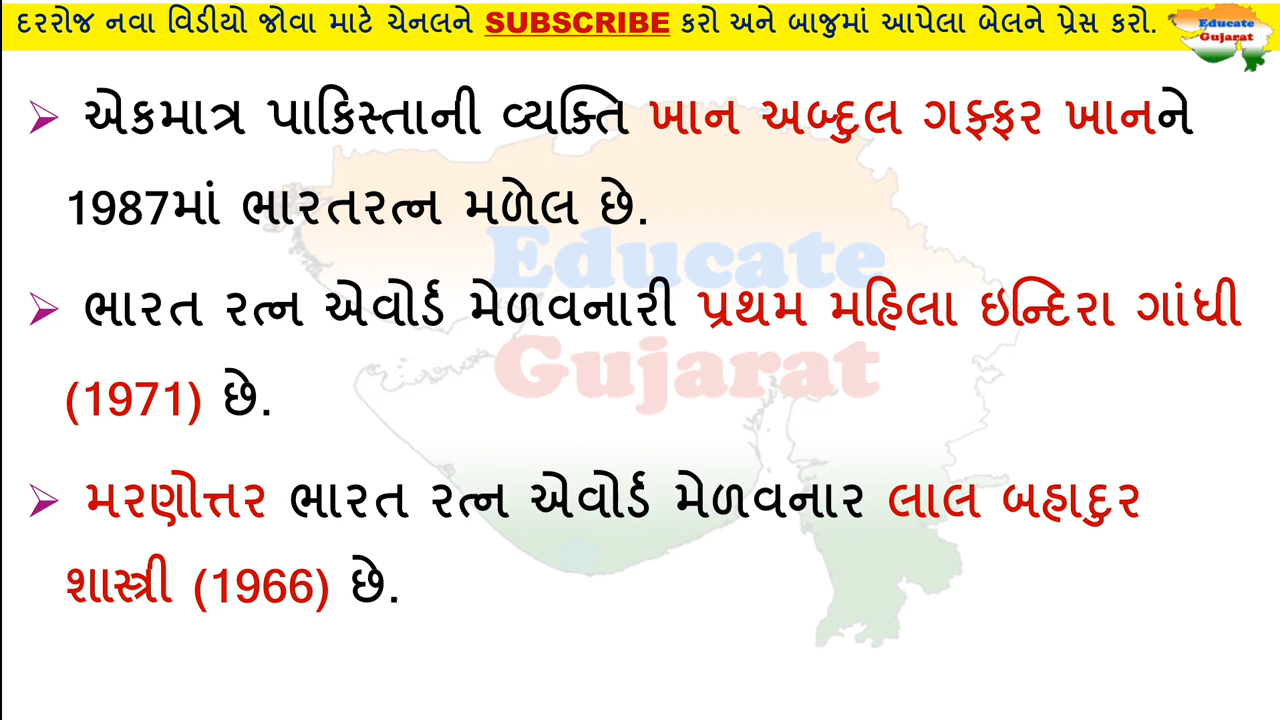 દરરોજ નવા વિડીયો જોવા માટે ચેનલને SUBSCRIBE કરો અને બાજુમાં આપેલા બેલને પ્રેસ કરો.
Educate
Gujarat
➢ એકમાત્ર પાકિસ્તાની વ્યક્તિ ખાન અબ્દુલ ગફ્ફર ખાનને
1987માં ભારતરત્ન મળેલ છે.
➢ ભારત રત્ન એવોર્ડ મેળવનારી પ્રથમ મહિલા ઇન્દિરા ગાંધી
(1971) છે.
➢ મરણોત્તર ભારત રત્ન એવોર્ડ મેળવનાર લાલ બહાદુર
શાસ્ત્રી (1966) છે.
Educate
Gujarat